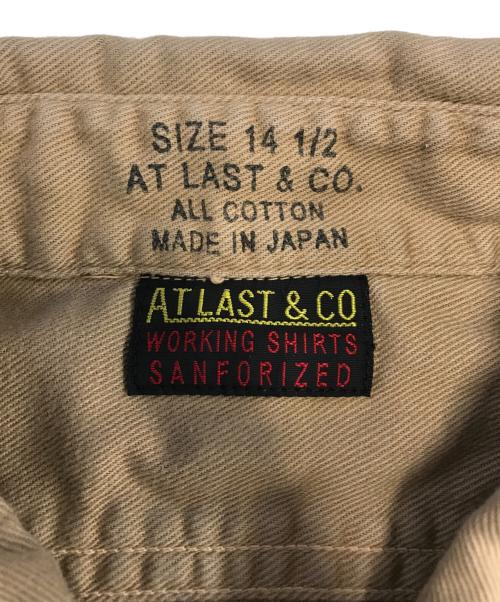 SIZE 14 1/2
AT LAST & CO.
ALL COTTON
MADE IN JAPAN
AT LAST & CO
WORKING SHIRTS
SANFORIZED